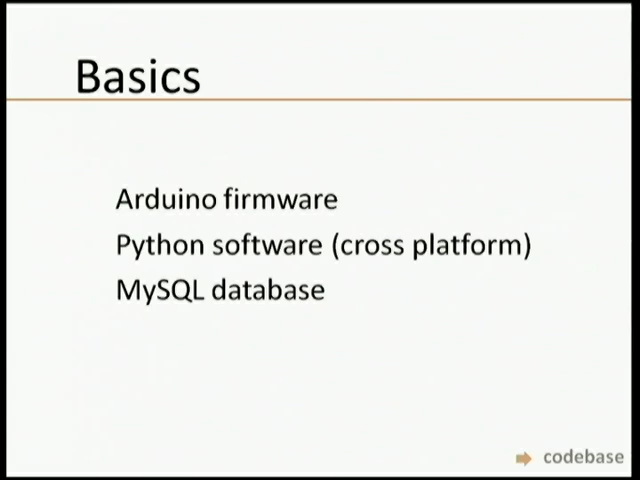 Basics
Arduino firmware
Python software (cross platform)
MySQL database
codebase